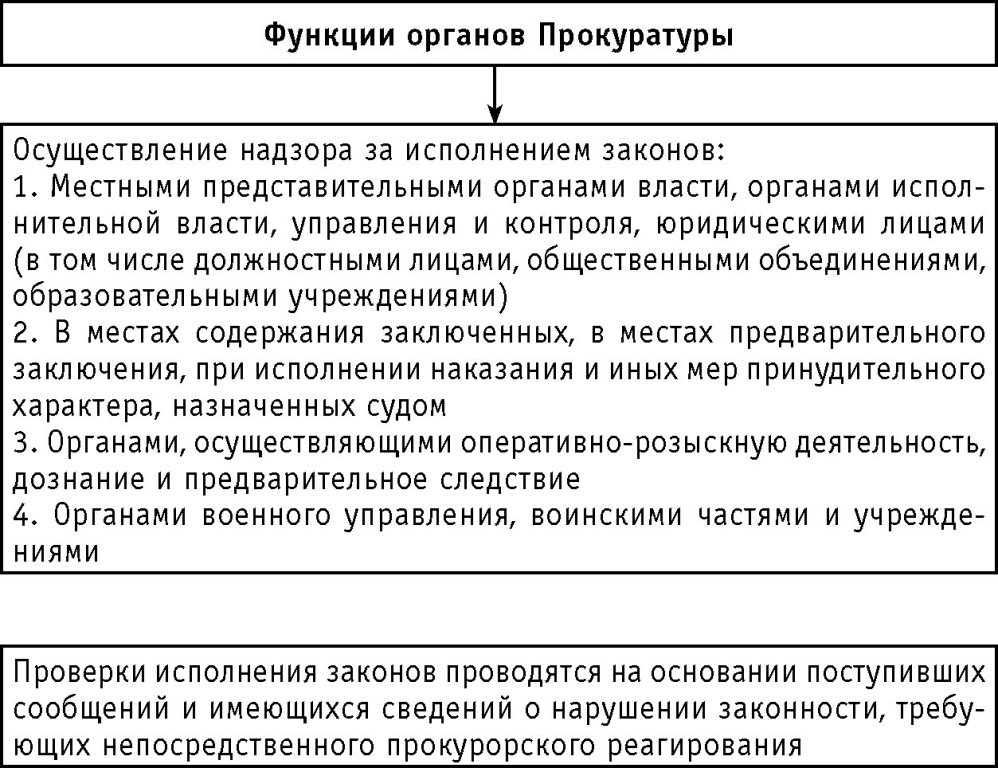 Функции органов Прокуратуры
Осуществление надзора за исполнением законов:
1. Местными представительными органами власти, органами испол-
нительной власти, управления и контроля, юридическими лицами
(в том числе должностными лицами, общественными объединениями,
образовательными учреждениями)
2. В местах содержания заключенных, в местах предварительного
заключения, при исполнении наказания и иных мер принудительного
характера, назначенных судом
3. Органами, осуществляющими оперативно-розыскную деятельность,
дознание и предварительное следствие
4. Органами военного управления, воинскими частями и учрежде-
ниями
Проверки исполнения законов проводятся на основании поступивших
сообщений и имеющихся сведений о нарушении законности, требу-
ющих непосредственного прокурорского реагирования